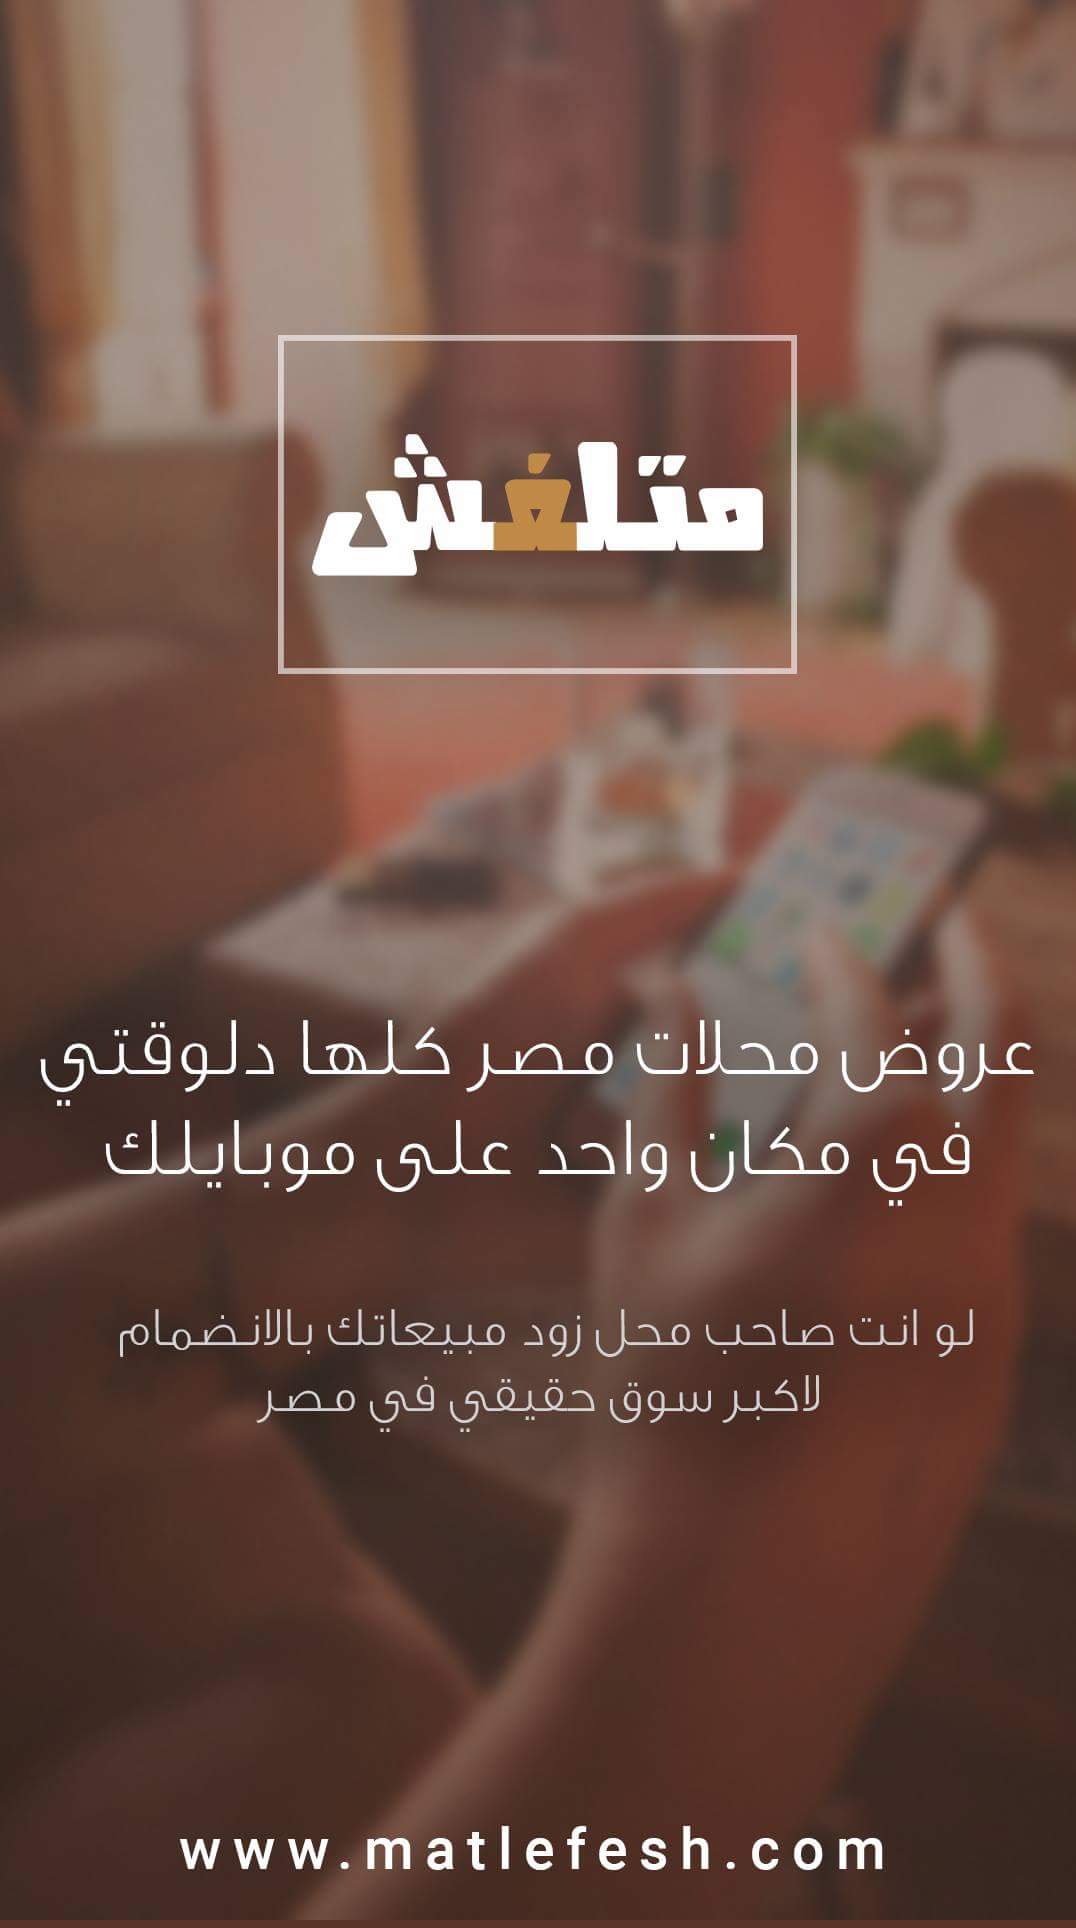 متلفش
عروض محلات مصر كلها دلوقتي
في مكان واحد على موبايلك
لو انت صاحب محل زود مبيعاتك بالانضمام
لاكبر سوق حقيقي في مصر
www.matlefesh.com